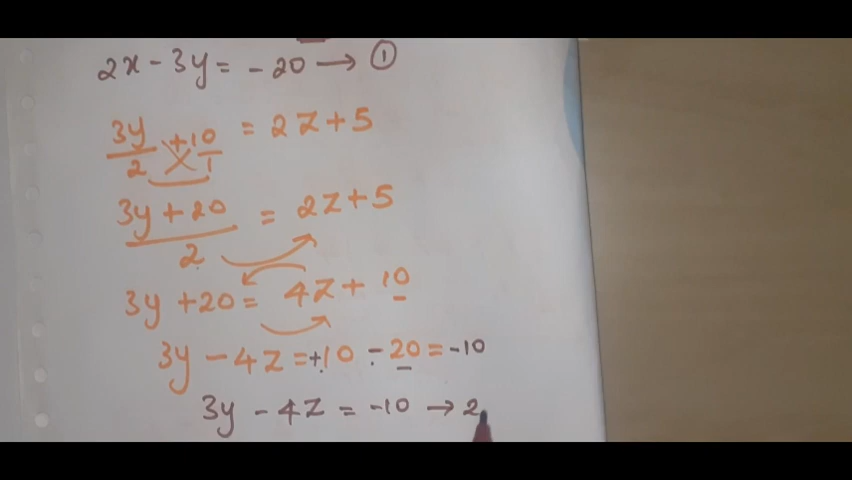 2x - 3y = - 20 → ①
3y/2 + 10/1 = 2z + 5
3y + 20/2 = 2z + 5
3y + 20 = 4z + 10
3y - 4z = +10 - 20 = -10
3y - 4z = -10 → 2